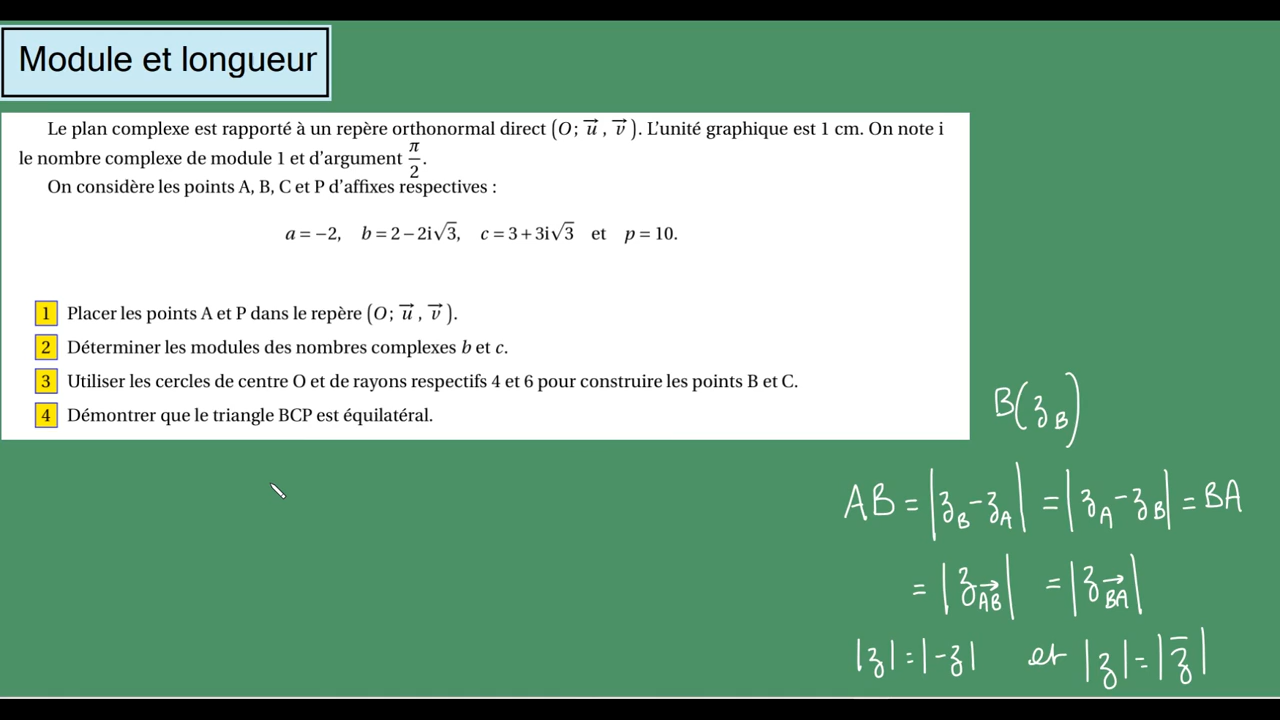 Module et longueur
Le plan complexe est rapporté à un repère orthonormal direct (O; u⃗, v⃗). L'unité graphique est 1 cm. On note i
le nombre complexe de module 1 et d'argument π/2.
On considère les points A, B, C et P d'affixes respectives :
a = −2, b = 2 − 2i√3, c = 3 + 3i√3 et p = 10.
1 Placer les points A et P dans le repère (O; u⃗, v⃗).
2 Déterminer les modules des nombres complexes b et c.
3 Utiliser les cercles de centre O et de rayons respectifs 4 et 6 pour construire les points B et C.
4 Démontrer que le triangle BCP est équilatéral.
B(z_B)
AB = |z_B − z_A| = |z_A − z_B| = BA
= |z_A⃗B⃗| = |z_B⃗A⃗|
|z| = |−z| et |z| = |z̅|